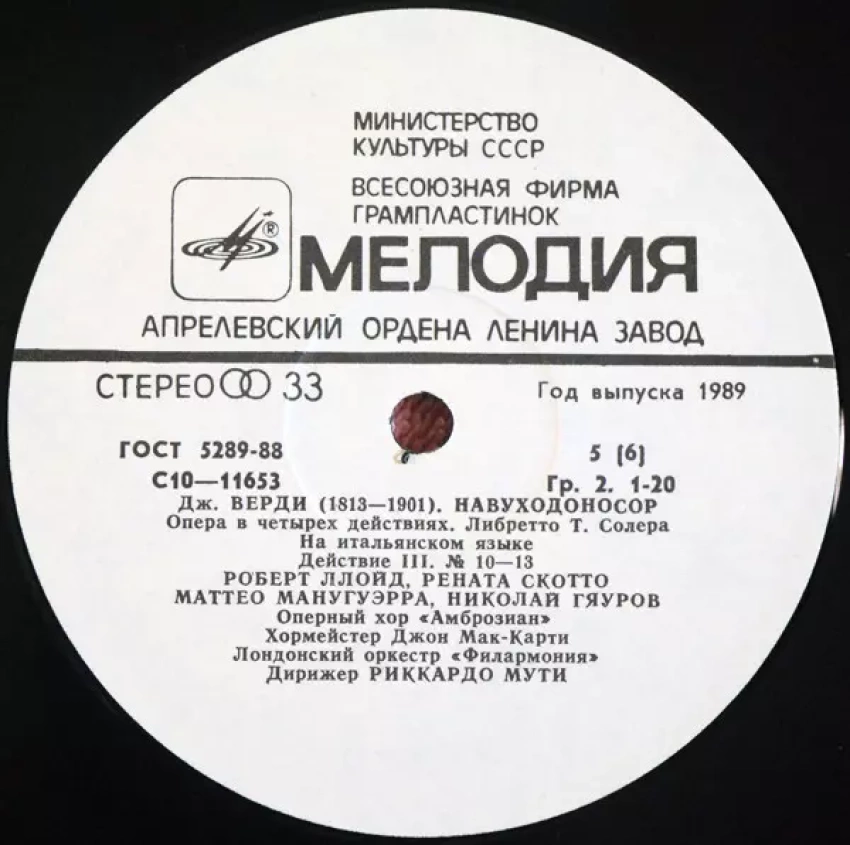 МИНИСТЕРСТВО
КУЛЬТУРЫ СССР
ВСЕСОЮЗНАЯ ФИРМА
ГРАМПЛАСТИНОК
®
МЕЛОДИЯ
АПРЕЛЕВСКИЙ ОРДЕНА ЛЕНИНА ЗАВОД
СТЕРЕО 33
Год выпуска 1989
ГОСТ 5289-88
5 (6)
С10—11653
Гр. 2. 1-20
Дж. ВЕРДИ (1813—1901). НАВУХОДОНОСОР
Опера в четырех действиях. Либретто Т. Солера
На итальянском языке
Действие III. № 10—13
РОБЕРТ ЛЛОЙД, РЕНАТА СКОТТО
МАТТЕО МАНУГУЭРРА, НИКОЛАЙ ГЯУРОВ
Оперный хор «Амброзиан»
Хормейстер Джон Мак-Карти
Лондонский оркестр «Филармония»
Дирижер РИККАРДО МУТИ